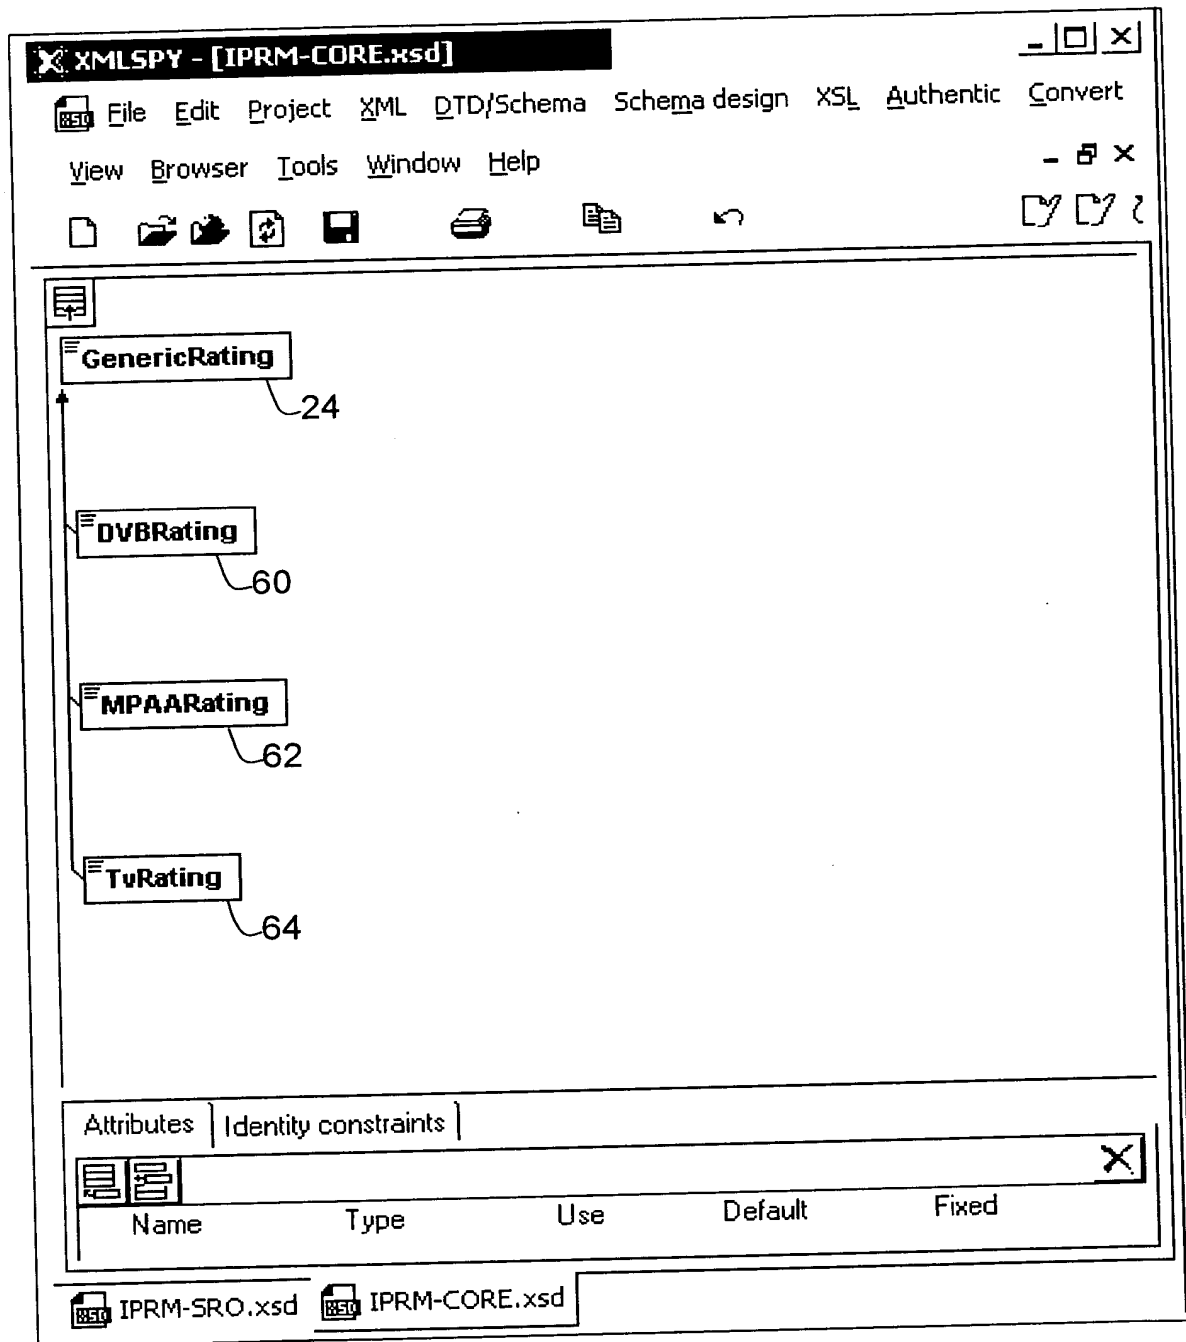 XMLSPY - [IPRM-CORE.xsd]
File Edit Project XML DTD/Schema Schema design XSL Authentic Convert
View Browser Tools Window Help
GenericRating
24
DVBRating
60
MPAARating
62
TvRating
64
Attributes Identity constraints
Name Type Use Default Fixed
IPRM-SRO.xsd IPRM-CORE.xsd